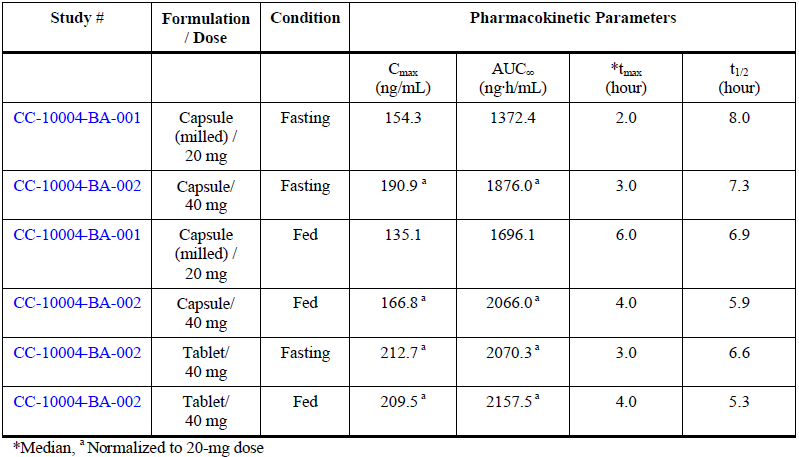 Study # Formulation / Dose Condition Pharmacokinetic Parameters
Cmax (ng/mL) AUC∞ (ng·h/mL) *tmax (hour) t1/2 (hour)
CC-10004-BA-001 Capsule (milled) / 20 mg Fasting 154.3 1372.4 2.0 8.0
CC-10004-BA-002 Capsule/ 40 mg Fasting 190.9 a 1876.0 a 3.0 7.3
CC-10004-BA-001 Capsule (milled) / 20 mg Fed 135.1 1696.1 6.0 6.9
CC-10004-BA-002 Capsule/ 40 mg Fed 166.8 a 2066.0 a 4.0 5.9
CC-10004-BA-002 Tablet/ 40 mg Fasting 212.7 a 2070.3 a 3.0 6.6
CC-10004-BA-002 Tablet/ 40 mg Fed 209.5 a 2157.5 a 4.0 5.3
*Median, a Normalized to 20-mg dose